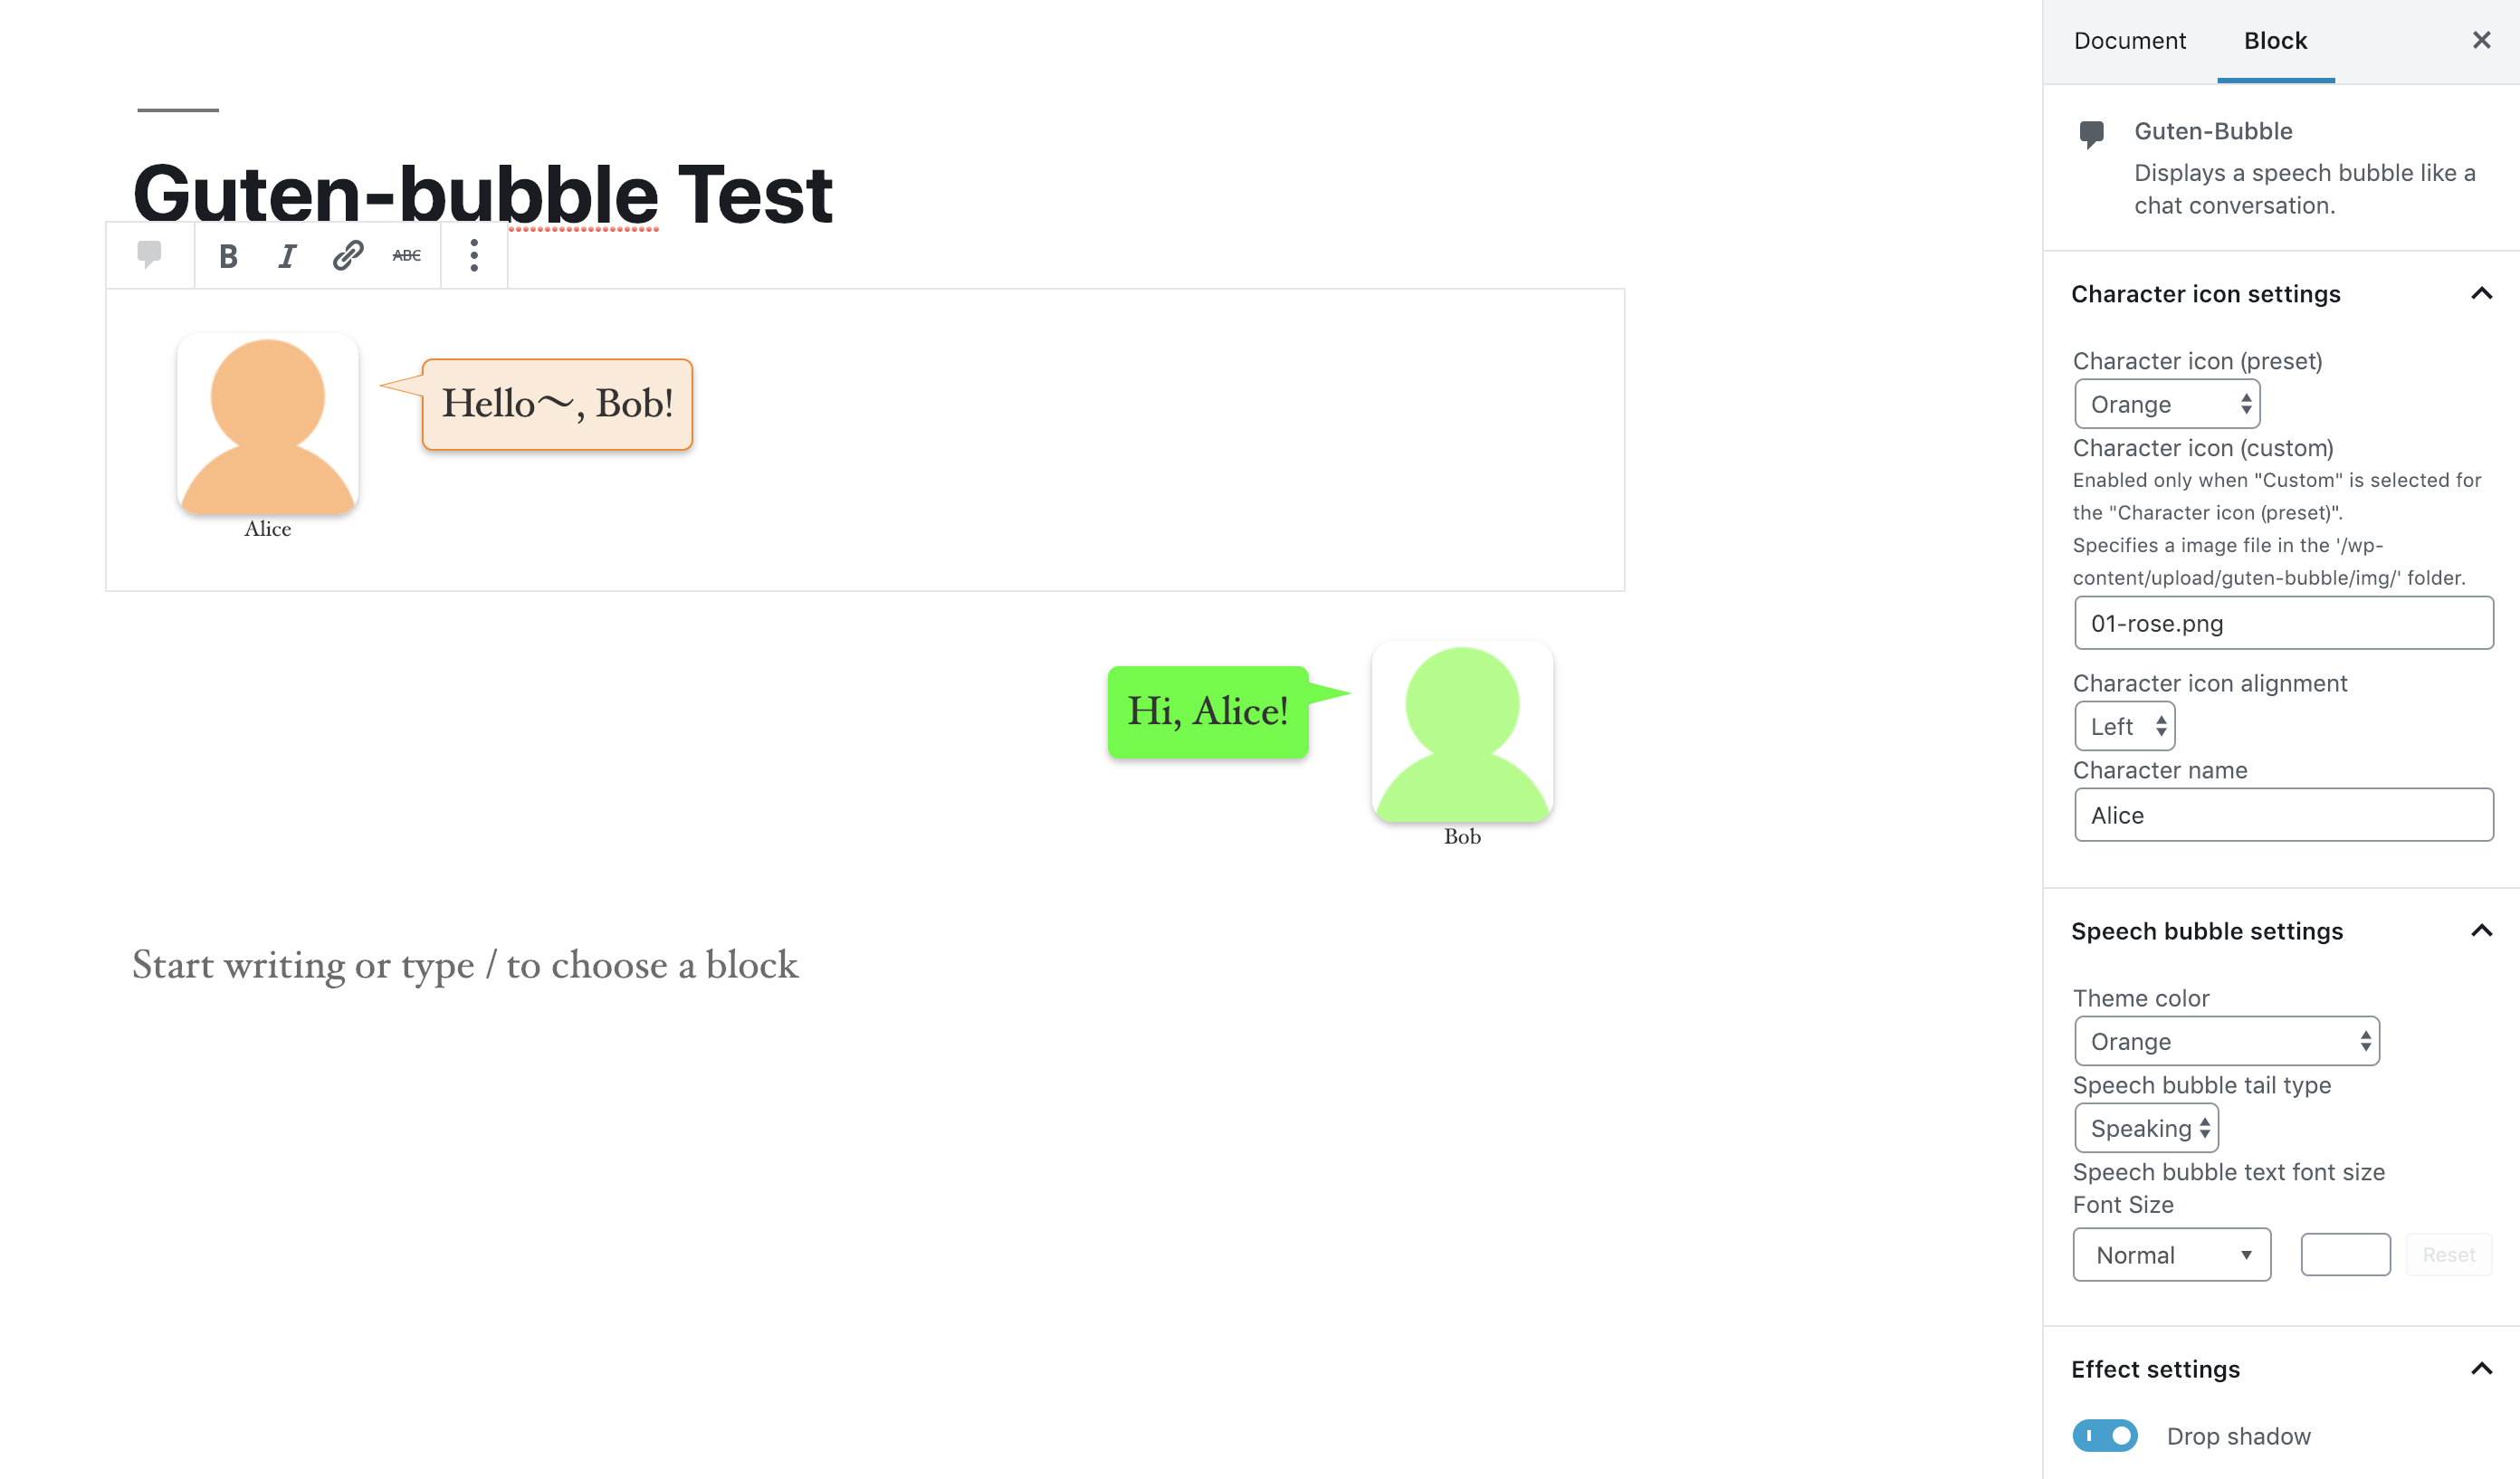 Guten-bubble Test
B I ABC
Hello〜, Bob!
Alice
Hi, Alice!
Bob
Start writing or type / to choose a block
Document Block
Guten-Bubble
Displays a speech bubble like a
chat conversation.
Character icon settings
Character icon (preset)
Orange
Character icon (custom)
Enabled only when "Custom" is selected for
the "Character icon (preset)".
Specifies a image file in the '/wp-
content/upload/guten-bubble/img/' folder.
01-rose.png
Character icon alignment
Left
Character name
Alice
Speech bubble settings
Theme color
Orange
Speech bubble tail type
Speaking
Speech bubble text font size
Font Size
Normal Reset
Effect settings
Drop shadow